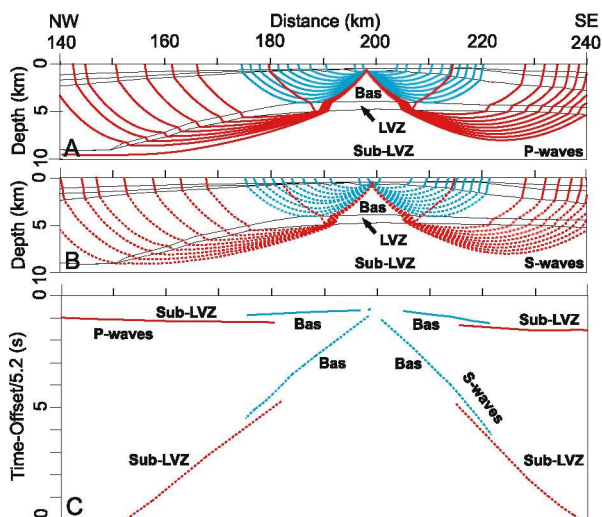 NW Distance (km) SE
140 160 180 200 220 240
0
5
10
Depth (km)
A
Bas
LVZ
Sub-LVZ
P-waves
0
5
10
Depth (km)
B
Bas
LVZ
Sub-LVZ
S-waves
0
5
0
Time-Offset/5.2 (s)
Sub-LVZ
P-waves
Bas
Bas
Sub-LVZ
Bas
Bas
S-waves
Sub-LVZ
Sub-LVZ
C